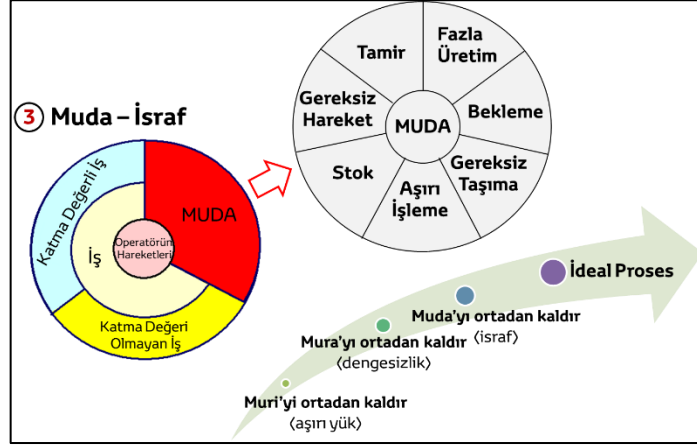 3 Muda – İsraf
Katma Değerli İş
İş
Operatörün
Hareketleri
MUDA
Katma Değeri
Olmayan İş
MUDA
Tamir
Fazla
Üretim
Bekleme
Gereksiz
Taşıma
Aşırı
İşleme
Stok
Gereksiz
Hareket
İdeal Proses
Muda’yı ortadan kaldır
(israf)
Mura’yı ortadan kaldır
(dengesizlik)
Muri’yi ortadan kaldır
(aşırı yük)